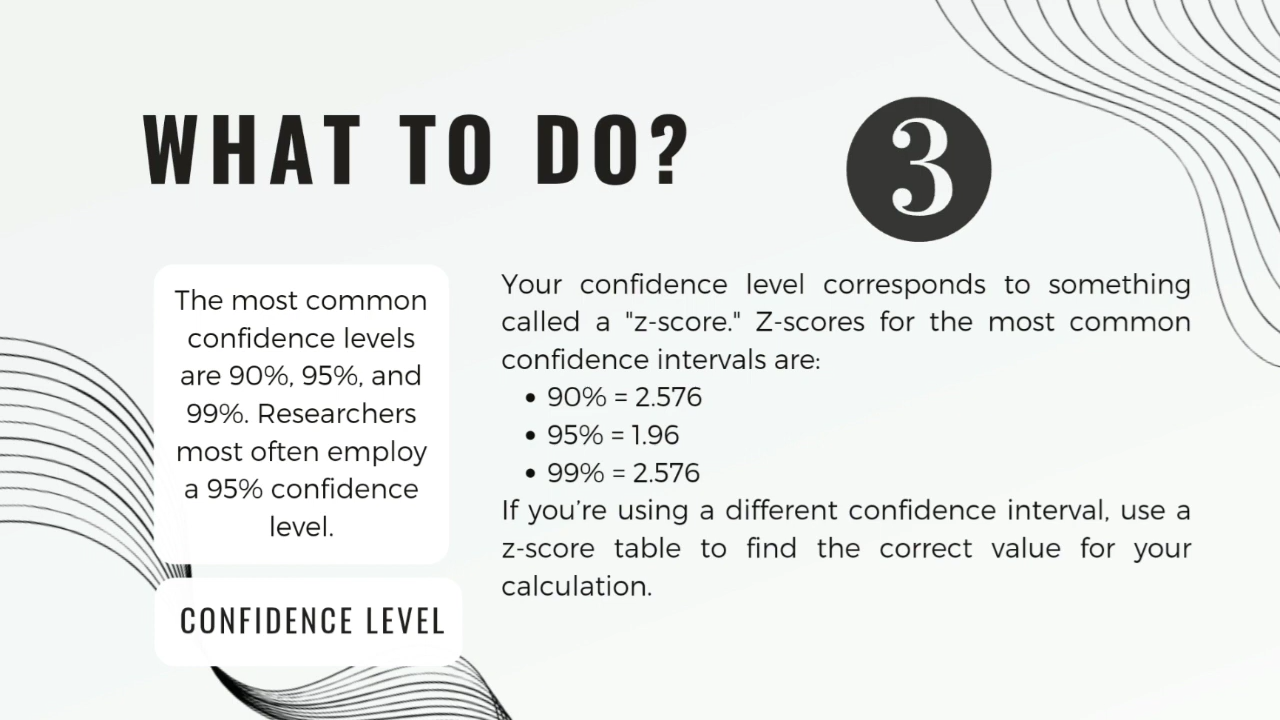 WHAT TO DO?
3
The most common
confidence levels
are 90%, 95%, and
99%. Researchers
most often employ
a 95% confidence
level.
CONFIDENCE LEVEL
Your confidence level corresponds to something
called a "z-score." Z-scores for the most common
confidence intervals are:
• 90% = 2.576
• 95% = 1.96
• 99% = 2.576
If you’re using a different confidence interval, use a
z-score table to find the correct value for your
calculation.